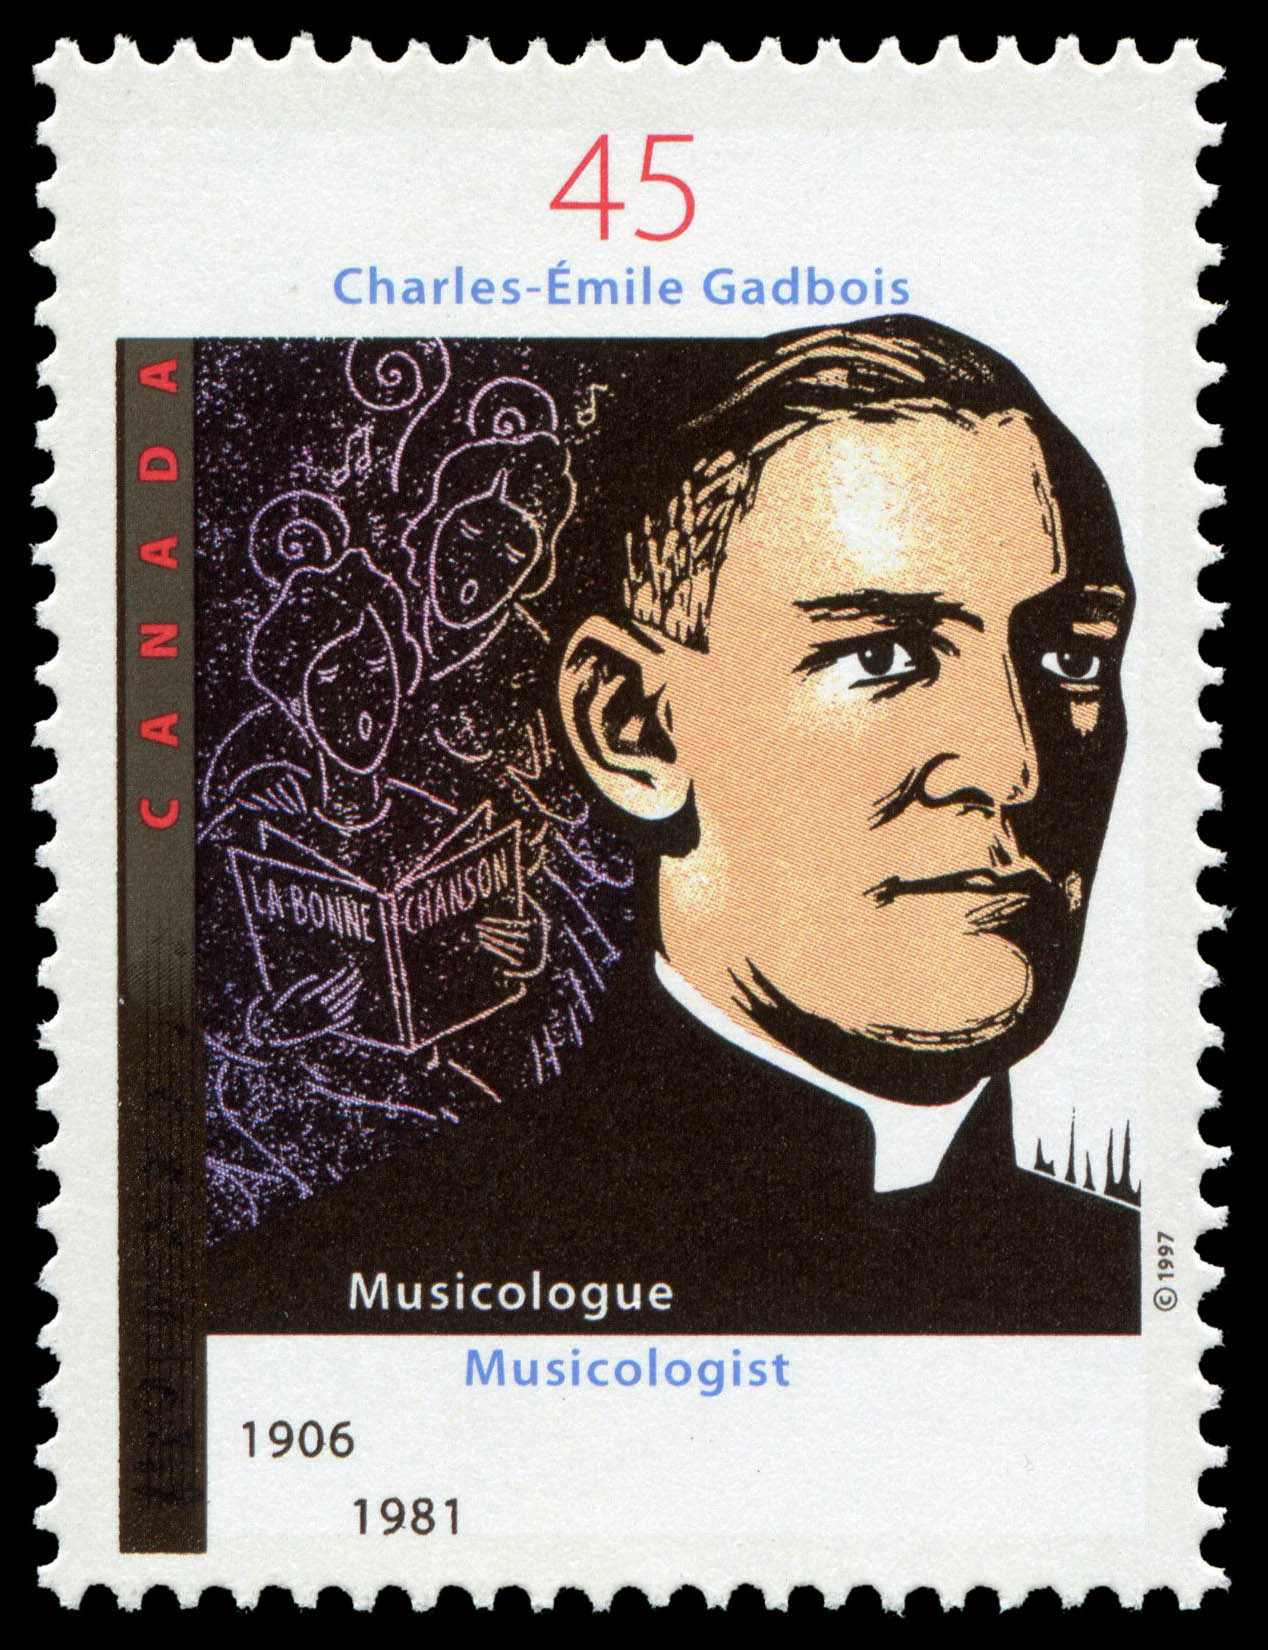 45
Charles-Émile Gadbois
CANADA
LA BONNE CHANSON
Musicologue
Musicologist
1906
1981
© 1997